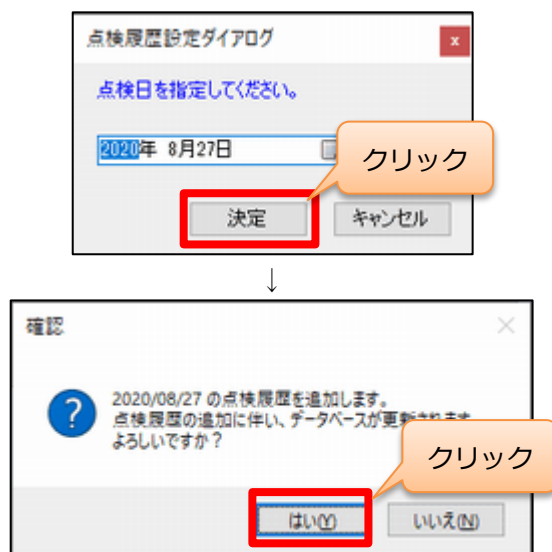 点検履歴設定ダイアログ
x
点検日を指定してください。
2020年 8月27日
クリック
決定
キャンセル
↓
確認
?
2020/08/27 の点検履歴を追加します。
点検履歴の追加に伴い、データベースが更新されます
よろしいですか？
クリック
はい(Y)
いいえ(N)